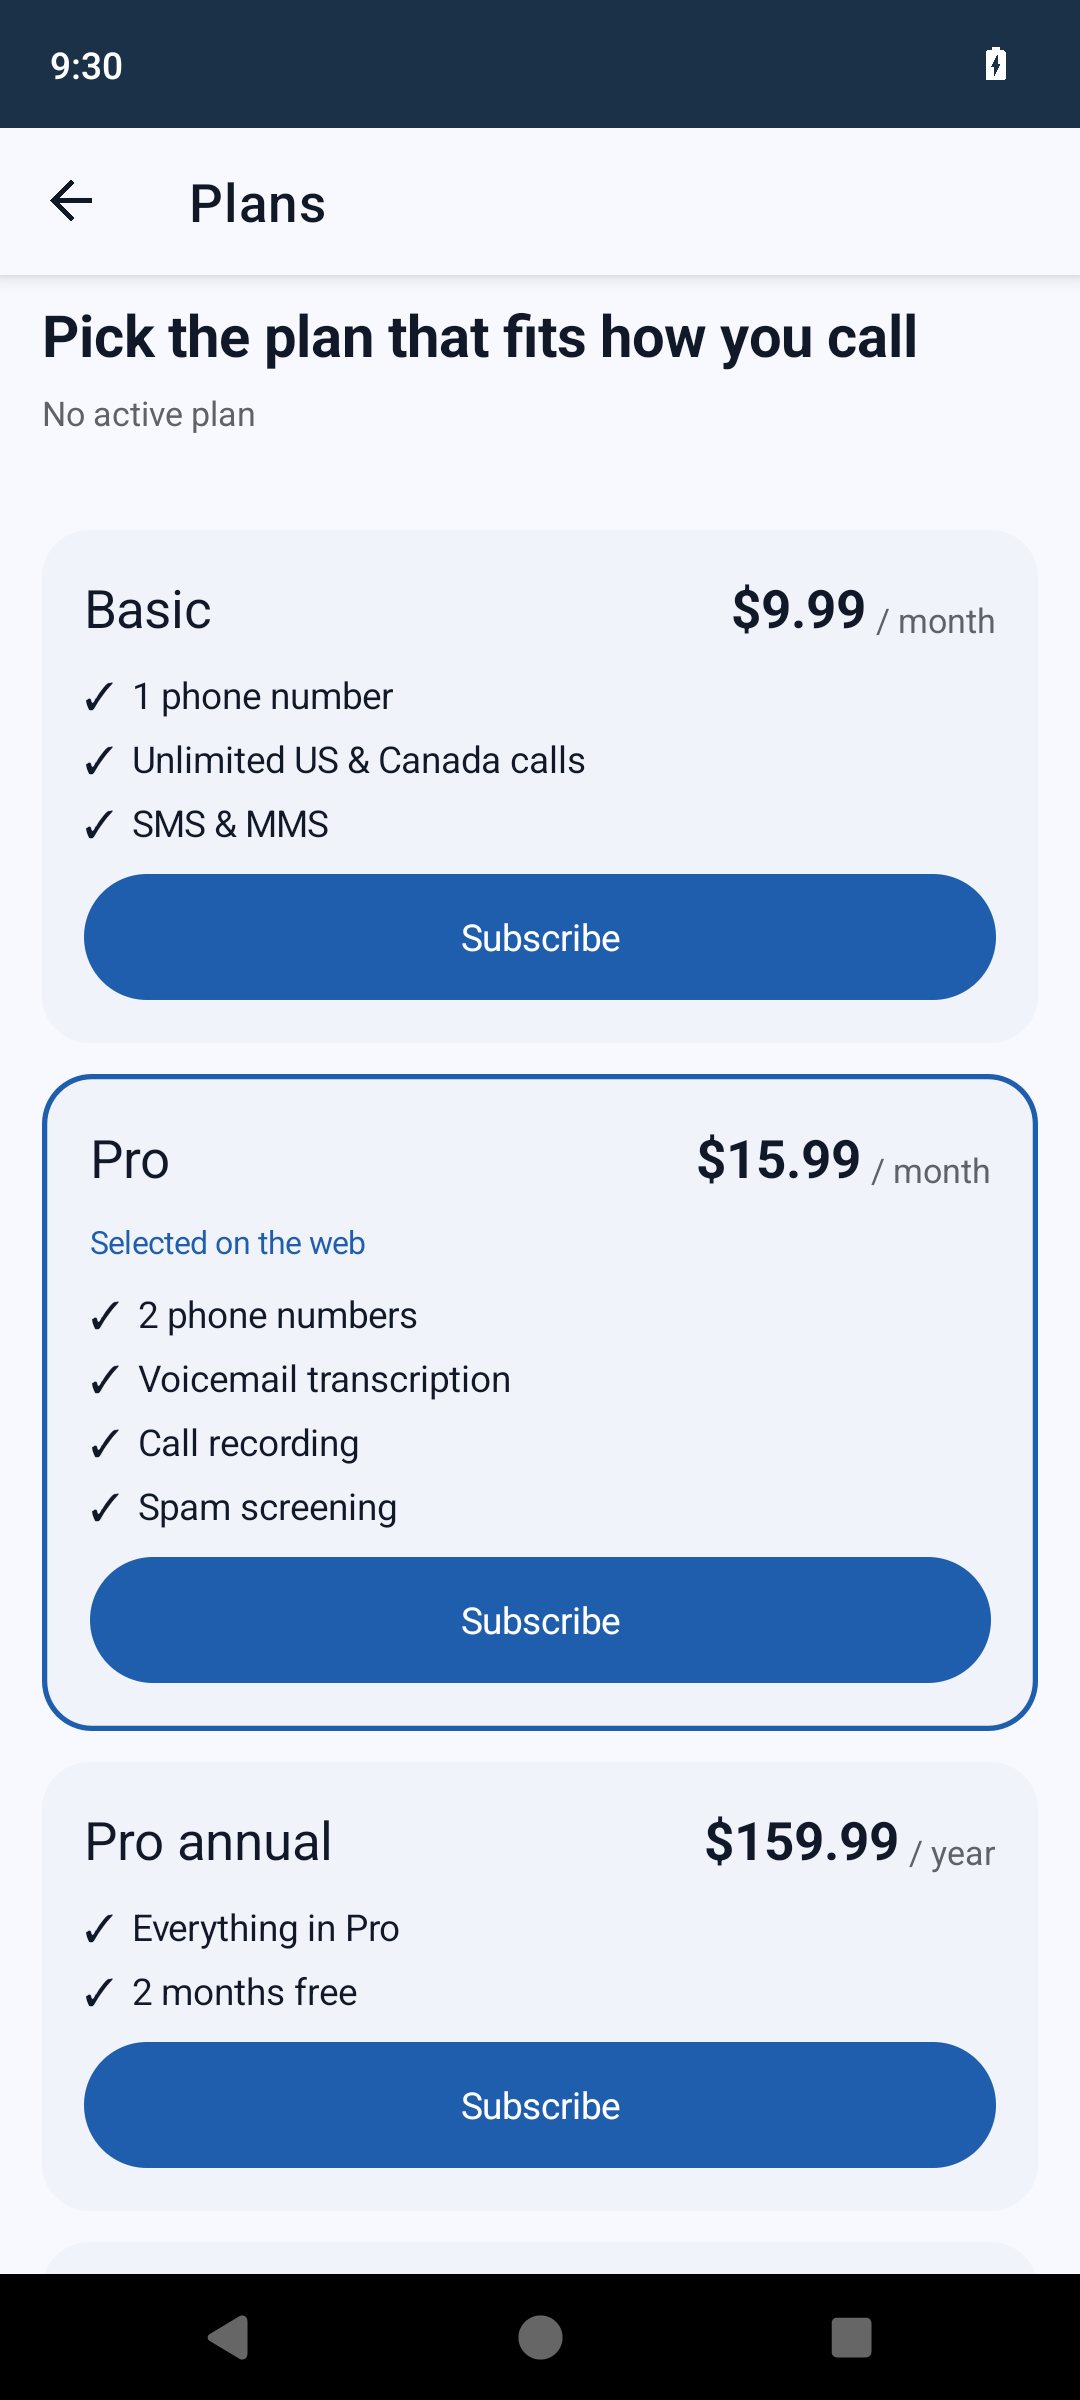 9:30
Plans
Pick the plan that fits how you call
No active plan
Basic
$9.99 / month
✓ 1 phone number
✓ Unlimited US & Canada calls
✓ SMS & MMS
Subscribe
Pro
$15.99 / month
Selected on the web
✓ 2 phone numbers
✓ Voicemail transcription
✓ Call recording
✓ Spam screening
Subscribe
Pro annual
$159.99 / year
✓ Everything in Pro
✓ 2 months free
Subscribe